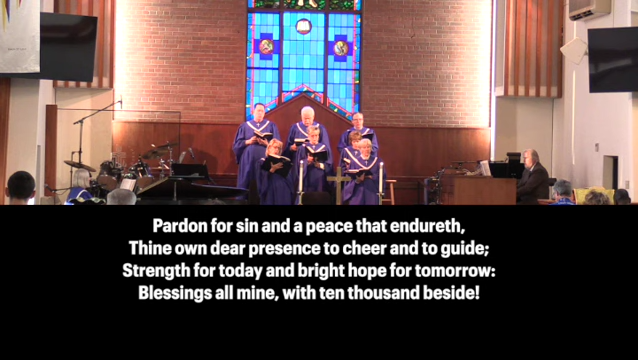 Pardon for sin and a peace that endureth,
Thine own dear presence to cheer and to guide;
Strength for today and bright hope for tomorrow:
Blessings all mine, with ten thousand beside!